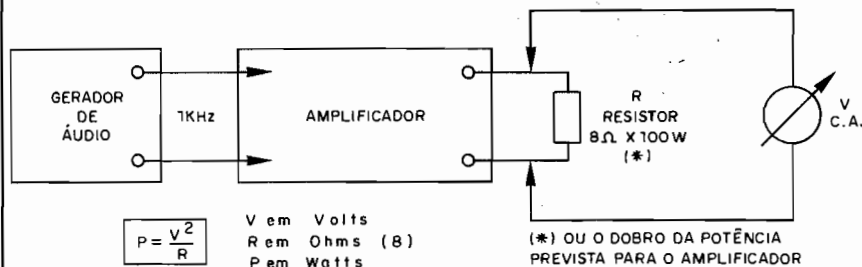 GERADOR
DE
ÁUDIO
1KHz
AMPLIFICADOR
R
RESISTOR
8Ω X 100W
(*)
V
C.A.
P = V²/R
V em Volts
R em Ohms (8)
P em Watts
(*) OU O DOBRO DA POTÊNCIA
PREVISTA PARA O AMPLIFICADOR